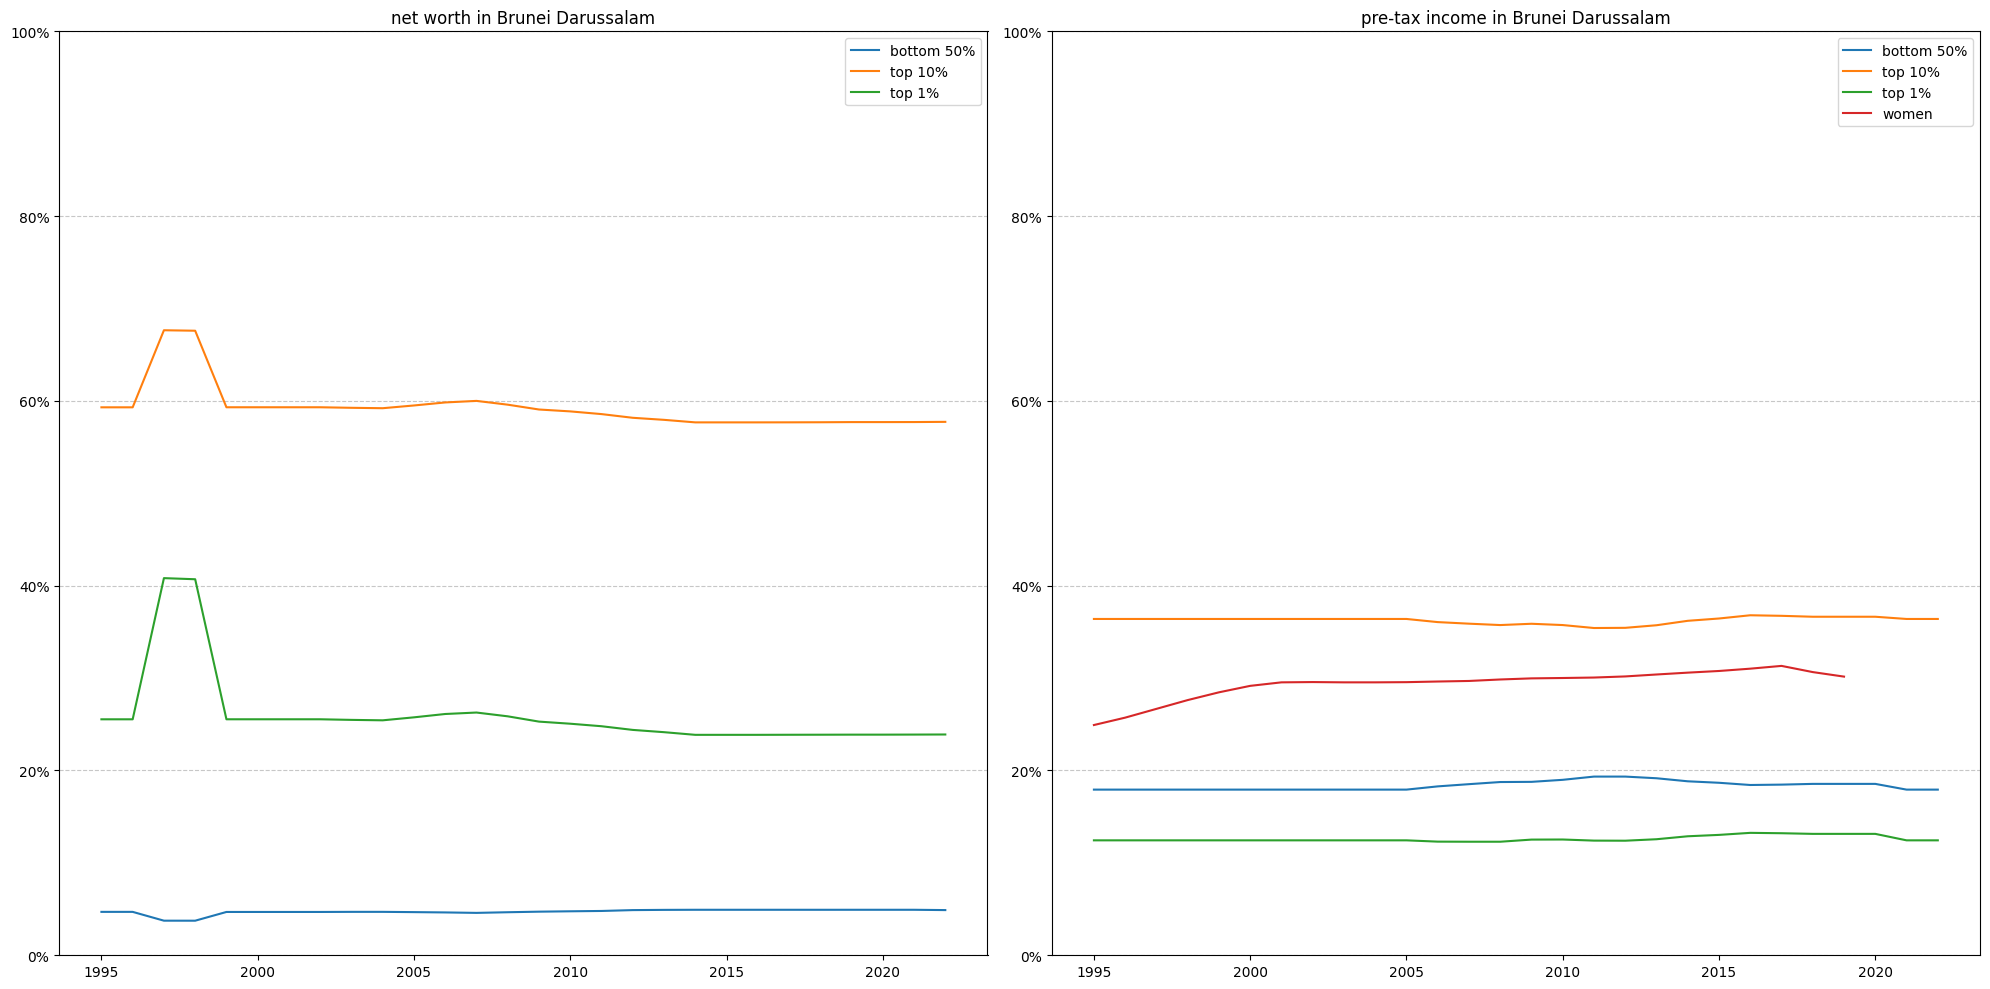 net worth in Brunei Darussalam
100%
80%
60%
40%
20%
0%
1995 2000 2005 2010 2015 2020
bottom 50%
top 10%
top 1%
pre-tax income in Brunei Darussalam
100%
80%
60%
40%
20%
0%
1995 2000 2005 2010 2015 2020
bottom 50%
top 10%
top 1%
women